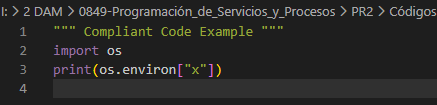 I: > 2 DAM > 0849-Programación_de_Servicios_y_Procesos > PR2 > Códigos
1 """ Compliant Code Example """
2 import os
3 print(os.environ["x"])
4